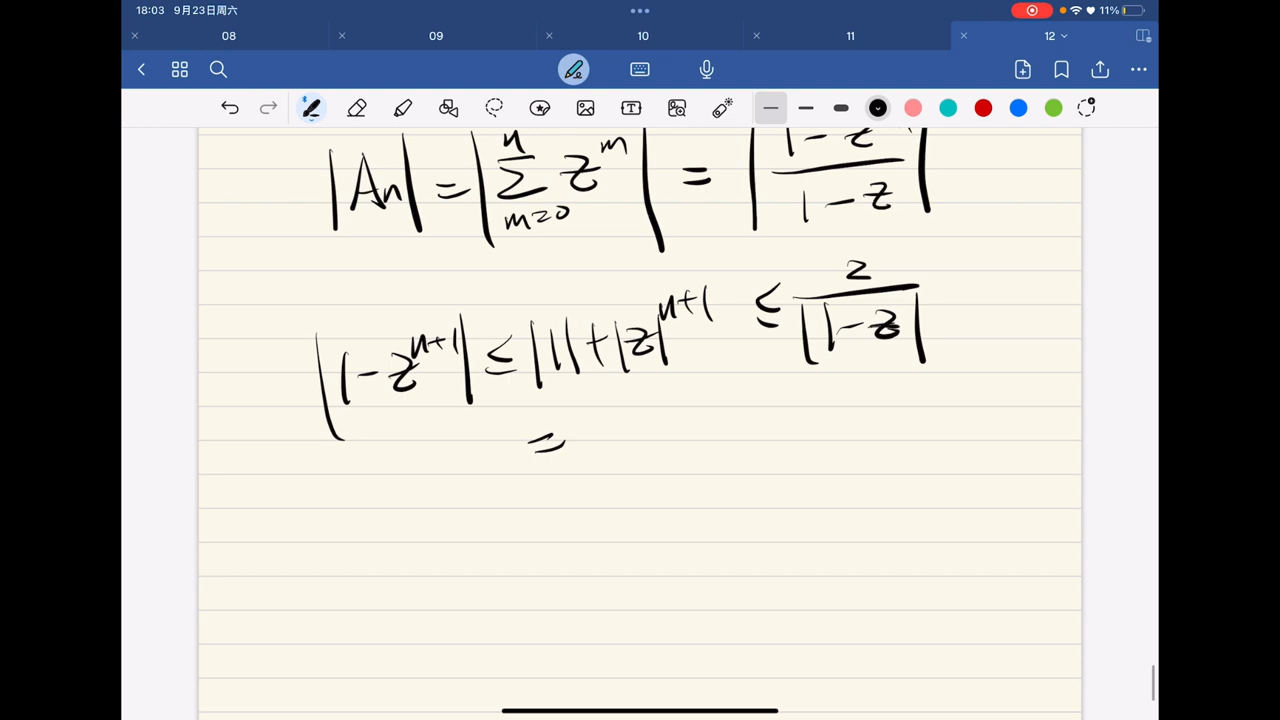 18:03 9月23日周六 11%
08 09 10 11 12
|An| = |∑_{m=0}^{n} z^m| = |(1-z)/(1-z)|
≤ 2/|1-z|
|1-z^{n+1}| ≤ |1|+|z|^{n+1}
=